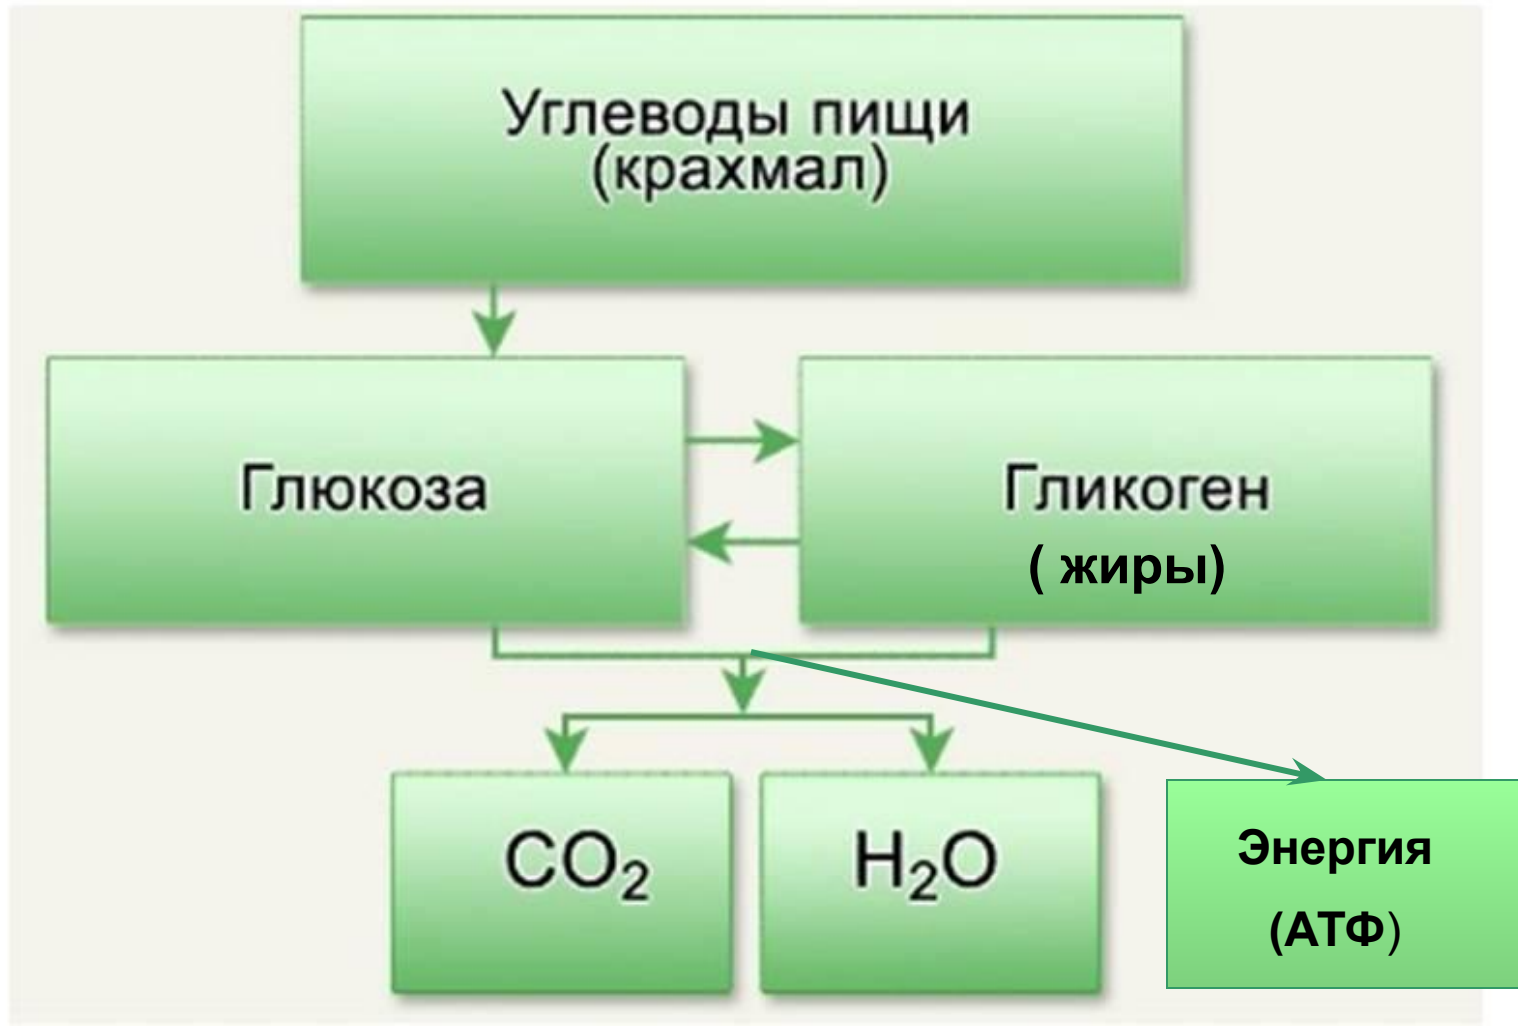 Углеводы пищи
(крахмал)
Глюкоза
Гликоген
( жиры)
CO₂
H₂O
Энергия
(АТФ)